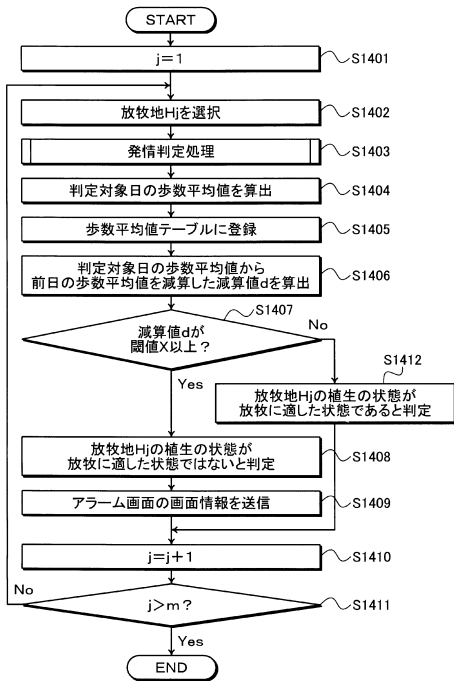 START
j=1
S1401
放牧地Hjを選択
S1402
発情判定処理
S1403
判定対象日の歩数平均値を算出
S1404
歩数平均値テーブルに登録
S1405
判定対象日の歩数平均値から
前日の歩数平均値を減算した減算値dを算出
S1406
S1407
減算値dが
閾値X以上?
No
Yes
S1412
放牧地Hjの植生の状態が
放牧に適した状態であると判定
放牧地Hjの植生の状態が
放牧に適した状態ではないと判定
S1408
アラーム画面の画面情報を送信
S1409
j=j+1
S1410
No
j>m?
S1411
Yes
END